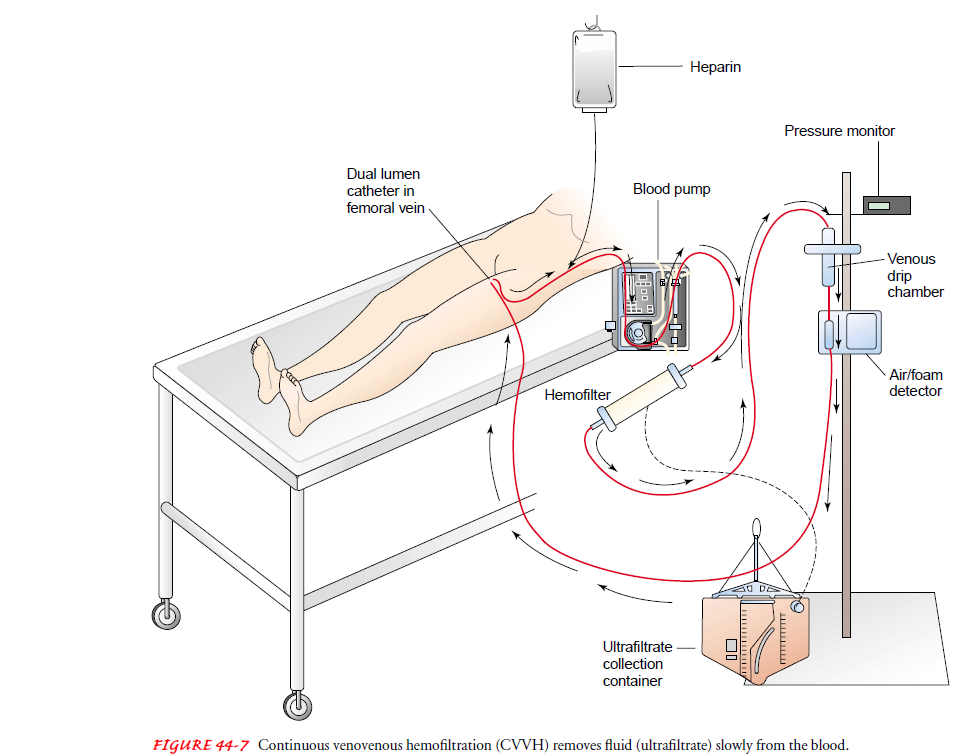 Heparin
Pressure monitor
Dual lumen
catheter in
femoral vein
Blood pump
Venous
drip
chamber
Air/foam
detector
Hemofilter
Ultrafiltrate
collection
container
FIGURE 44-7 Continuous venovenous hemofiltration (CVVH) removes fluid (ultrafiltrate) slowly from the blood.